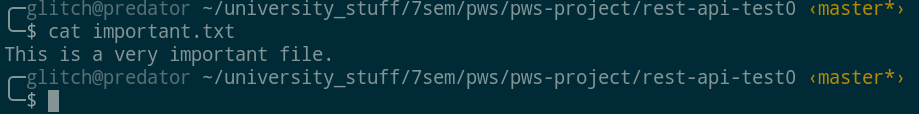 ╭─glitch@predator ~/university_stuff/7sem/pws/pws-project/rest-api-test0 ‹master*›
╰─$ cat important.txt
This is a very important file.
╭─glitch@predator ~/university_stuff/7sem/pws/pws-project/rest-api-test0 ‹master*›
╰─$